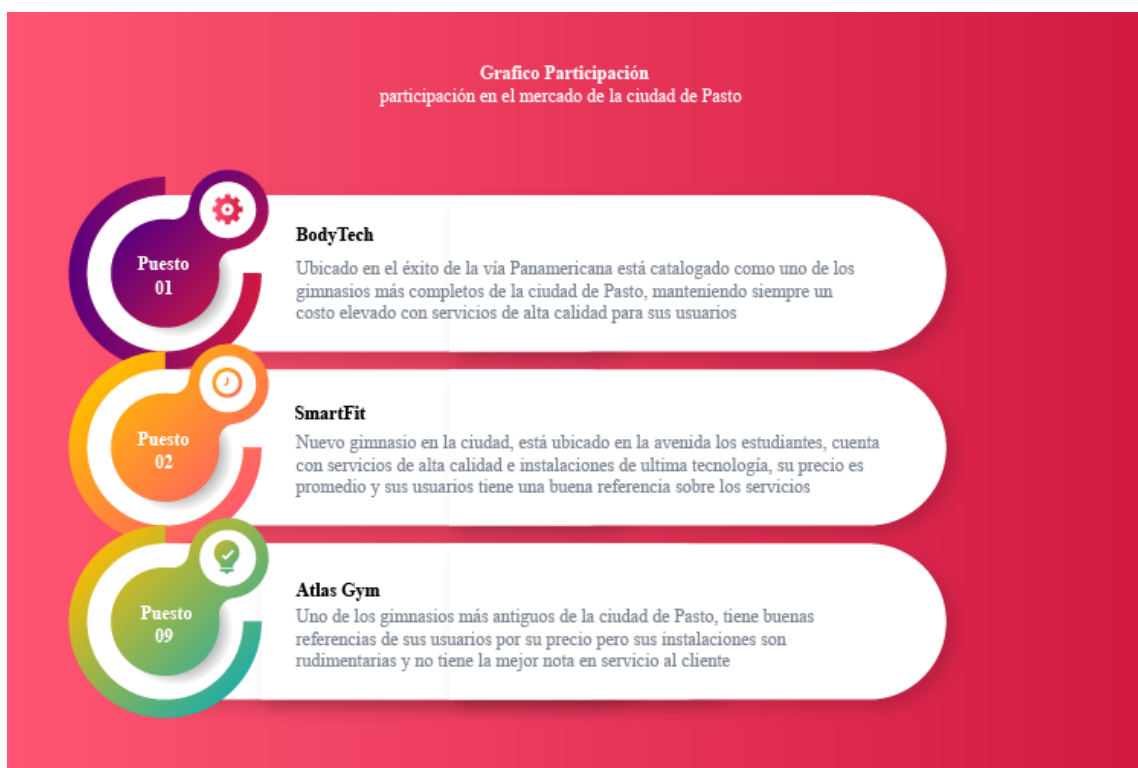 Grafico Participación
participación en el mercado de la ciudad de Pasto
Puesto
01
BodyTech
Ubicado en el éxito de la vía Panamericana está catalogado como uno de los
gimnasios más completos de la ciudad de Pasto, manteniendo siempre un
costo elevado con servicios de alta calidad para sus usuarios
Puesto
02
SmartFit
Nuevo gimnasio en la ciudad, está ubicado en la avenida los estudiantes, cuenta
con servicios de alta calidad e instalaciones de ultima tecnología, su precio es
promedio y sus usuarios tiene una buena referencia sobre los servicios
Puesto
09
Atlas Gym
Uno de los gimnasios más antiguos de la ciudad de Pasto, tiene buenas
referencias de sus usuarios por su precio pero sus instalaciones son
rudimentarias y no tiene la mejor nota en servicio al cliente